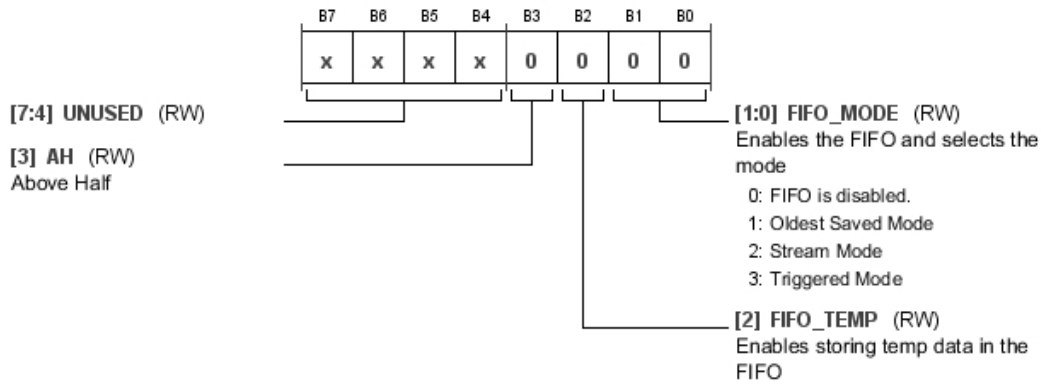 B7 B6 B5 B4 B3 B2 B1 B0
x x x x 0 0 0 0
[7:4] UNUSED (RW)
[3] AH (RW)
Above Half
[1:0] FIFO_MODE (RW)
Enables the FIFO and selects the
mode
0: FIFO is disabled.
1: Oldest Saved Mode
2: Stream Mode
3: Triggered Mode
[2] FIFO_TEMP (RW)
Enables storing temp data in the
FIFO